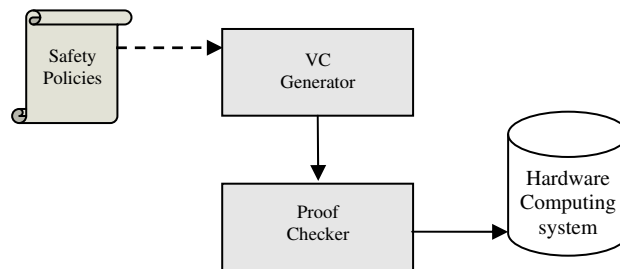 Safety
Policies
VC
Generator
Proof
Checker
Hardware
Computing
system